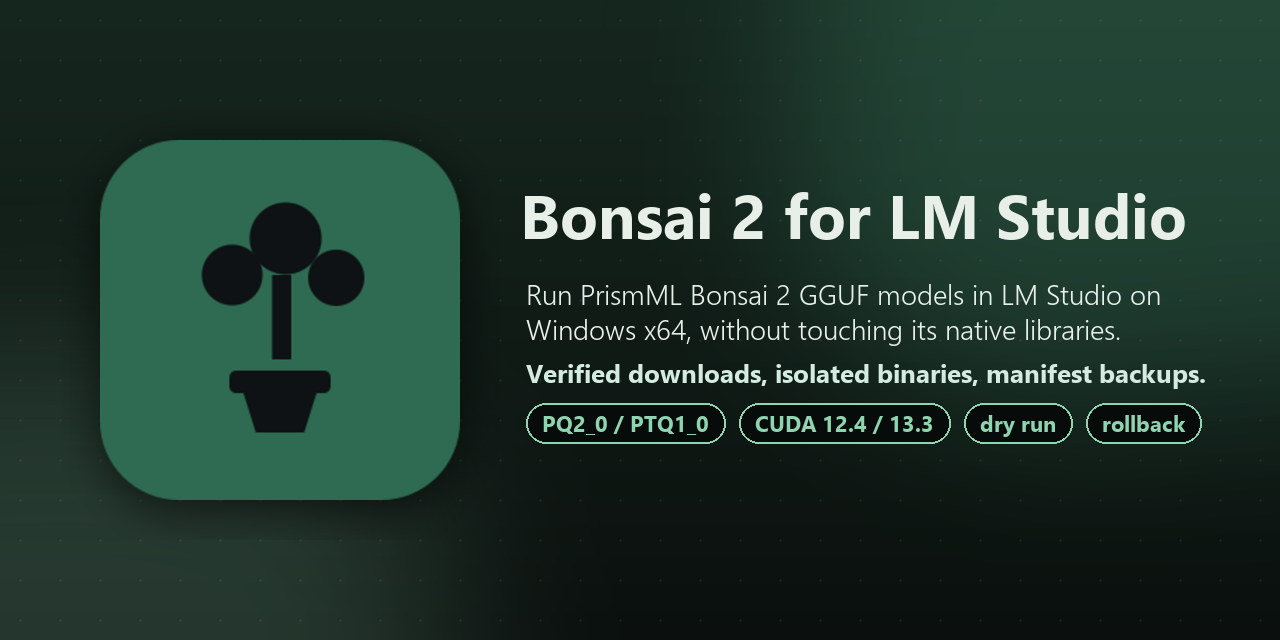 Bonsai 2 for LM Studio
Run PrismML Bonsai 2 GGUF models in LM Studio on
Windows x64, without touching its native libraries.
Verified downloads, isolated binaries, manifest backups.
PQ2_0 / PTQ1_0 CUDA 12.4 / 13.3 dry run rollback